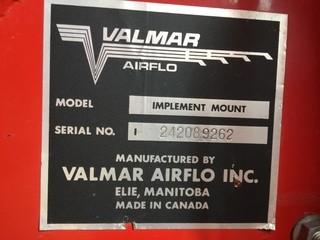 VALMAR
AIRFLO
MODEL IMPLEMENT MOUNT
SERIAL NO. 242089262
MANUFACTURED BY
VALMAR AIRFLO INC.
ELIE, MANITOBA
MADE IN CANADA